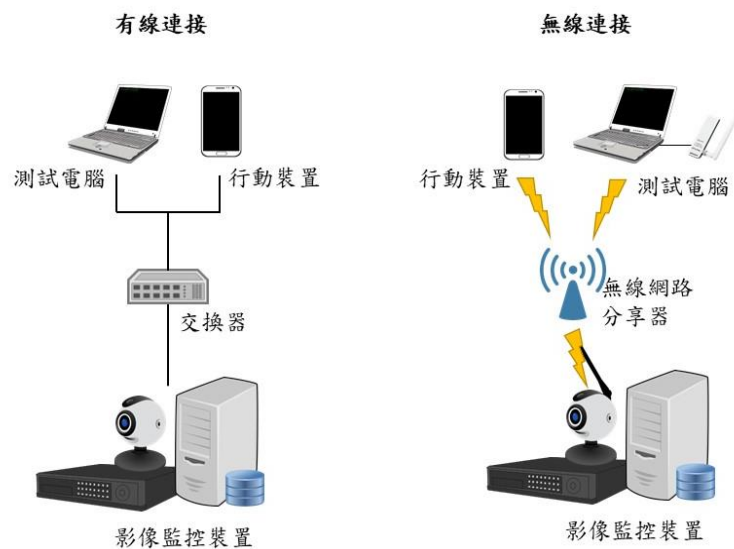 有線連接
測試電腦
行動裝置
交換器
影像監控裝置
無線連接
行動裝置
測試電腦
無線網路
分享器
影像監控裝置